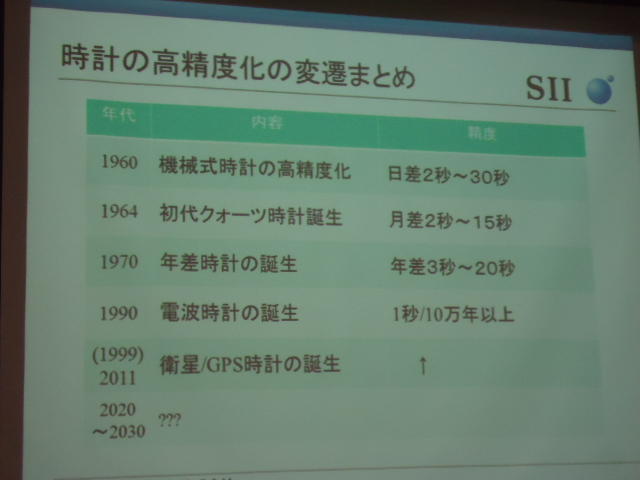 時計の高精度化の変遷まとめ
SII
年代 内容 精度
1960 機械式時計の高精度化 日差2秒～30秒
1964 初代クォーツ時計誕生 月差2秒～15秒
1970 年差時計の誕生 年差3秒～20秒
1990 電波時計の誕生 1秒/10万年以上
(1999)
2011 衛星/GPS時計の誕生 ↑
2020
～2030 ???